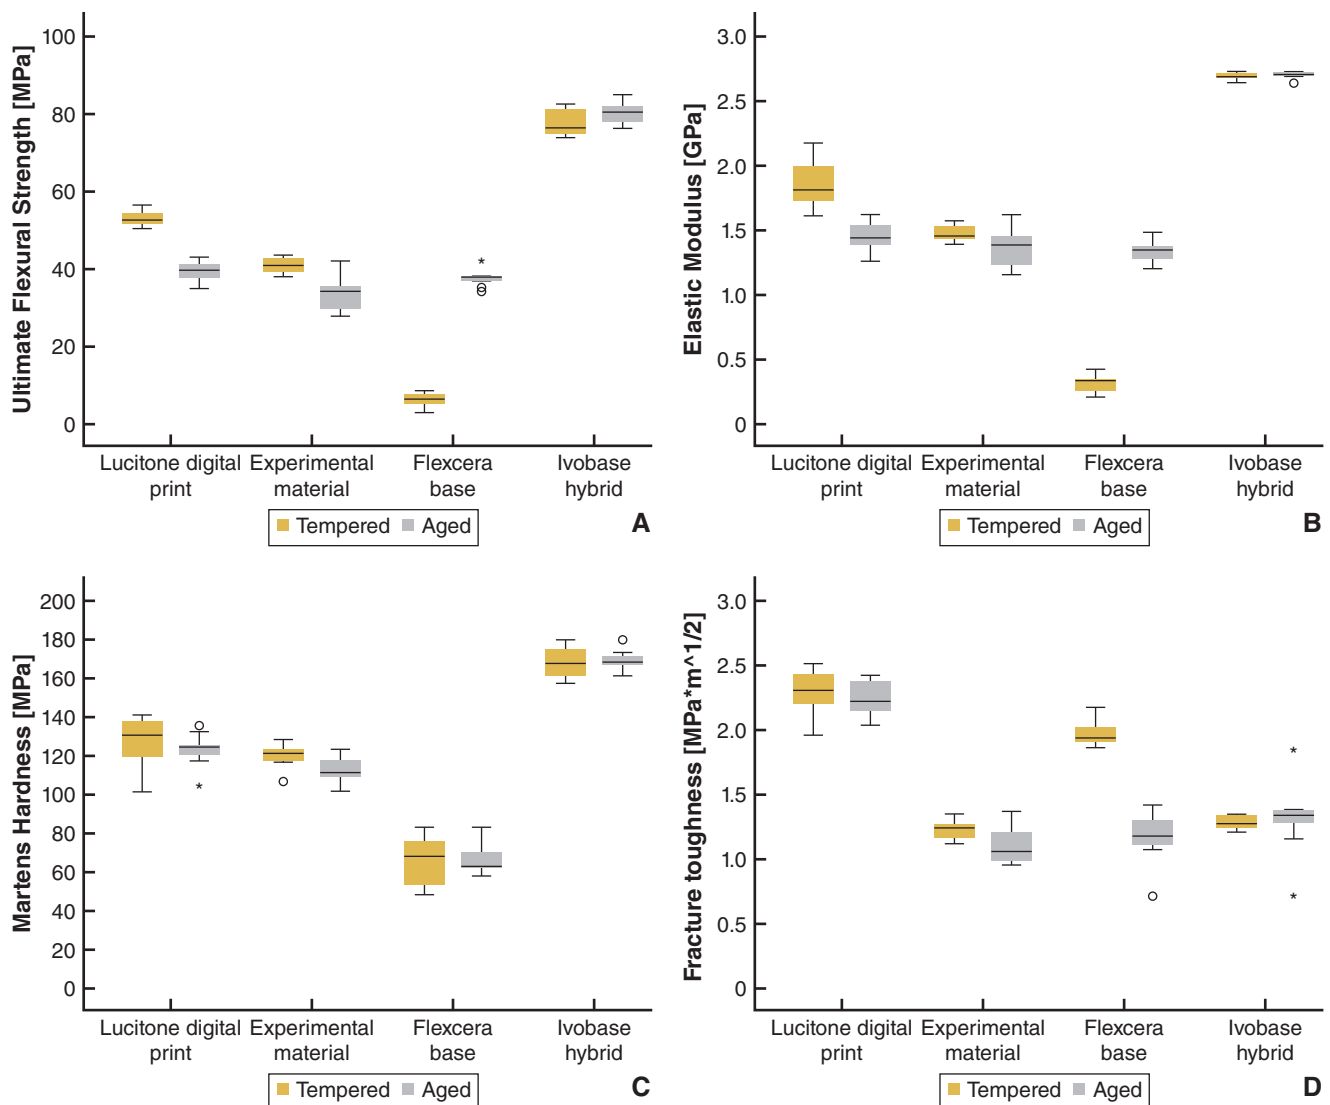 Ultimate Flexural Strength [MPa]
100
80
60
40
20
0
Lucitone digital print
Experimental material
Flexcera base
Ivobase hybrid
Tempered Aged
A
Elastic Modulus [GPa]
3.0
2.5
2.0
1.5
1.0
0.5
0
Lucitone digital print
Experimental material
Flexcera base
Ivobase hybrid
Tempered Aged
B
Martens Hardness [MPa]
200
180
160
140
120
100
80
60
40
20
0
Lucitone digital print
Experimental material
Flexcera base
Ivobase hybrid
Tempered Aged
C
Fracture toughness [MPa*m^1/2]
3.0
2.5
2.0
1.5
1.0
0.5
0
Lucitone digital print
Experimental material
Flexcera base
Ivobase hybrid
Tempered Aged
D